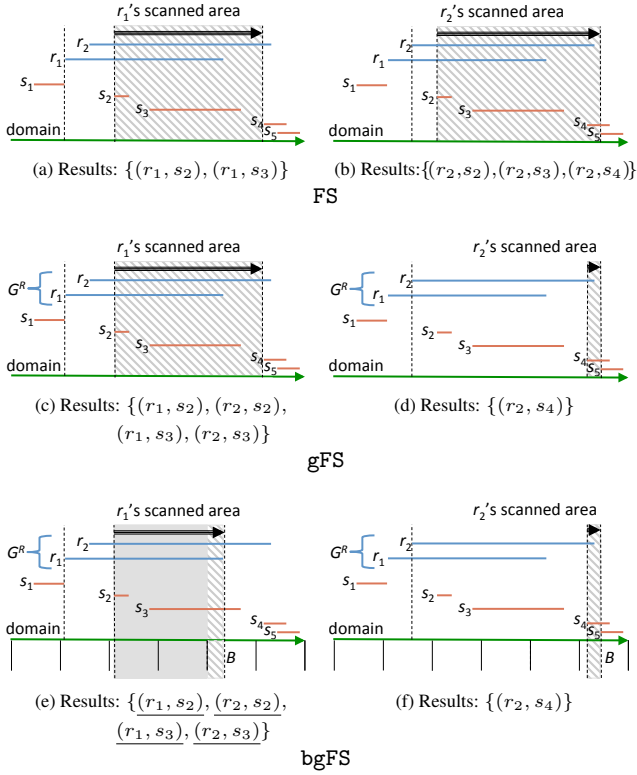 r₁'s scanned area
r₂
r₁
s₁
s₂
s₃
s₄
s₅
domain
(a) Results: {(r₁, s₂), (r₁, s₃)}
r₂'s scanned area
r₂
r₁
s₁
s₂
s₃
s₄
s₅
domain
(b) Results:{(r₂,s₂),(r₂,s₃),(r₂,s₄)}
FS
r₁'s scanned area
Gᴿ
r₂
r₁
s₁
s₂
s₃
s₄
s₅
domain
(c) Results: {(r₁, s₂), (r₂, s₂),
(r₁, s₃), (r₂, s₃)}
r₂'s scanned area
Gᴿ
r₂
r₁
s₁
s₂
s₃
s₄
s₅
domain
(d) Results: {(r₂, s₄)}
gFS
r₁'s scanned area
Gᴿ
r₂
r₁
s₁
s₂
s₃
s₄
s₅
domain
B
(e) Results: {(r₁, s₂), (r₂, s₂),
(r₁, s₃), (r₂, s₃)}
r₂'s scanned area
Gᴿ
r₂
r₁
s₁
s₂
s₃
s₄
s₅
domain
B
(f) Results: {(r₂, s₄)}
bgFS